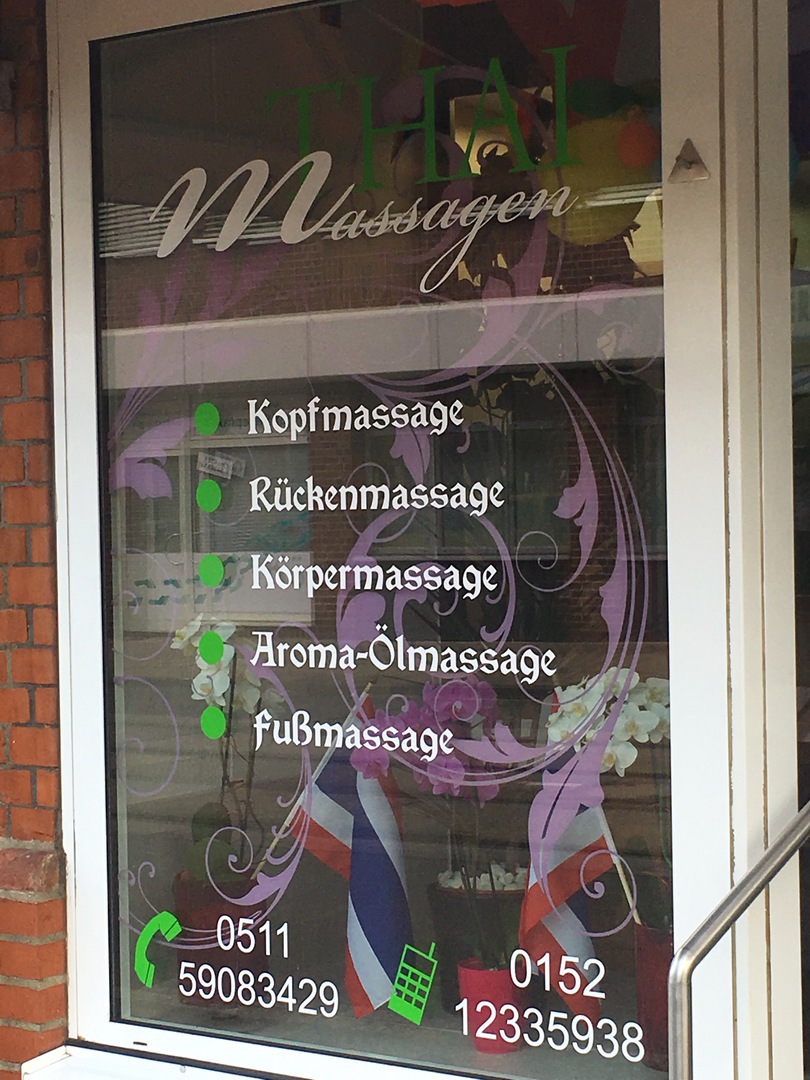 THAI
Massagen
Kopfmassage
Rückenmassage
Körpermassage
Aroma-Ölmassage
Fußmassage
0511
59083429
0152
12335938